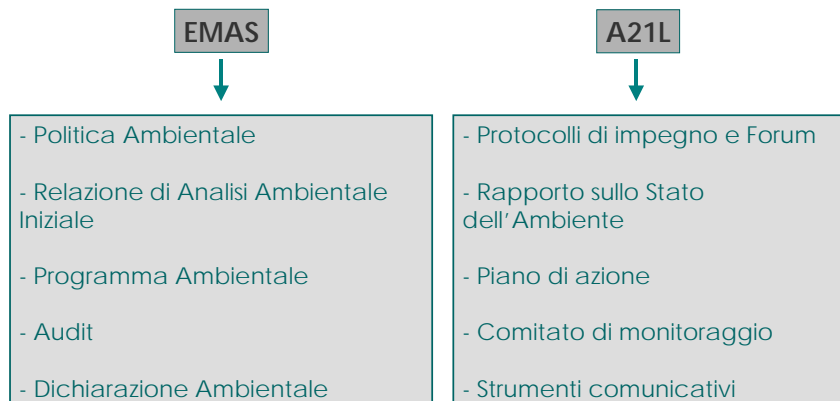 EMAS
- Politica Ambientale
- Relazione di Analisi Ambientale
Iniziale
- Programma Ambientale
- Audit
- Dichiarazione Ambientale
A21L
- Protocolli di impegno e Forum
- Rapporto sullo Stato
dell'Ambiente
- Piano di azione
- Comitato di monitoraggio
- Strumenti comunicativi